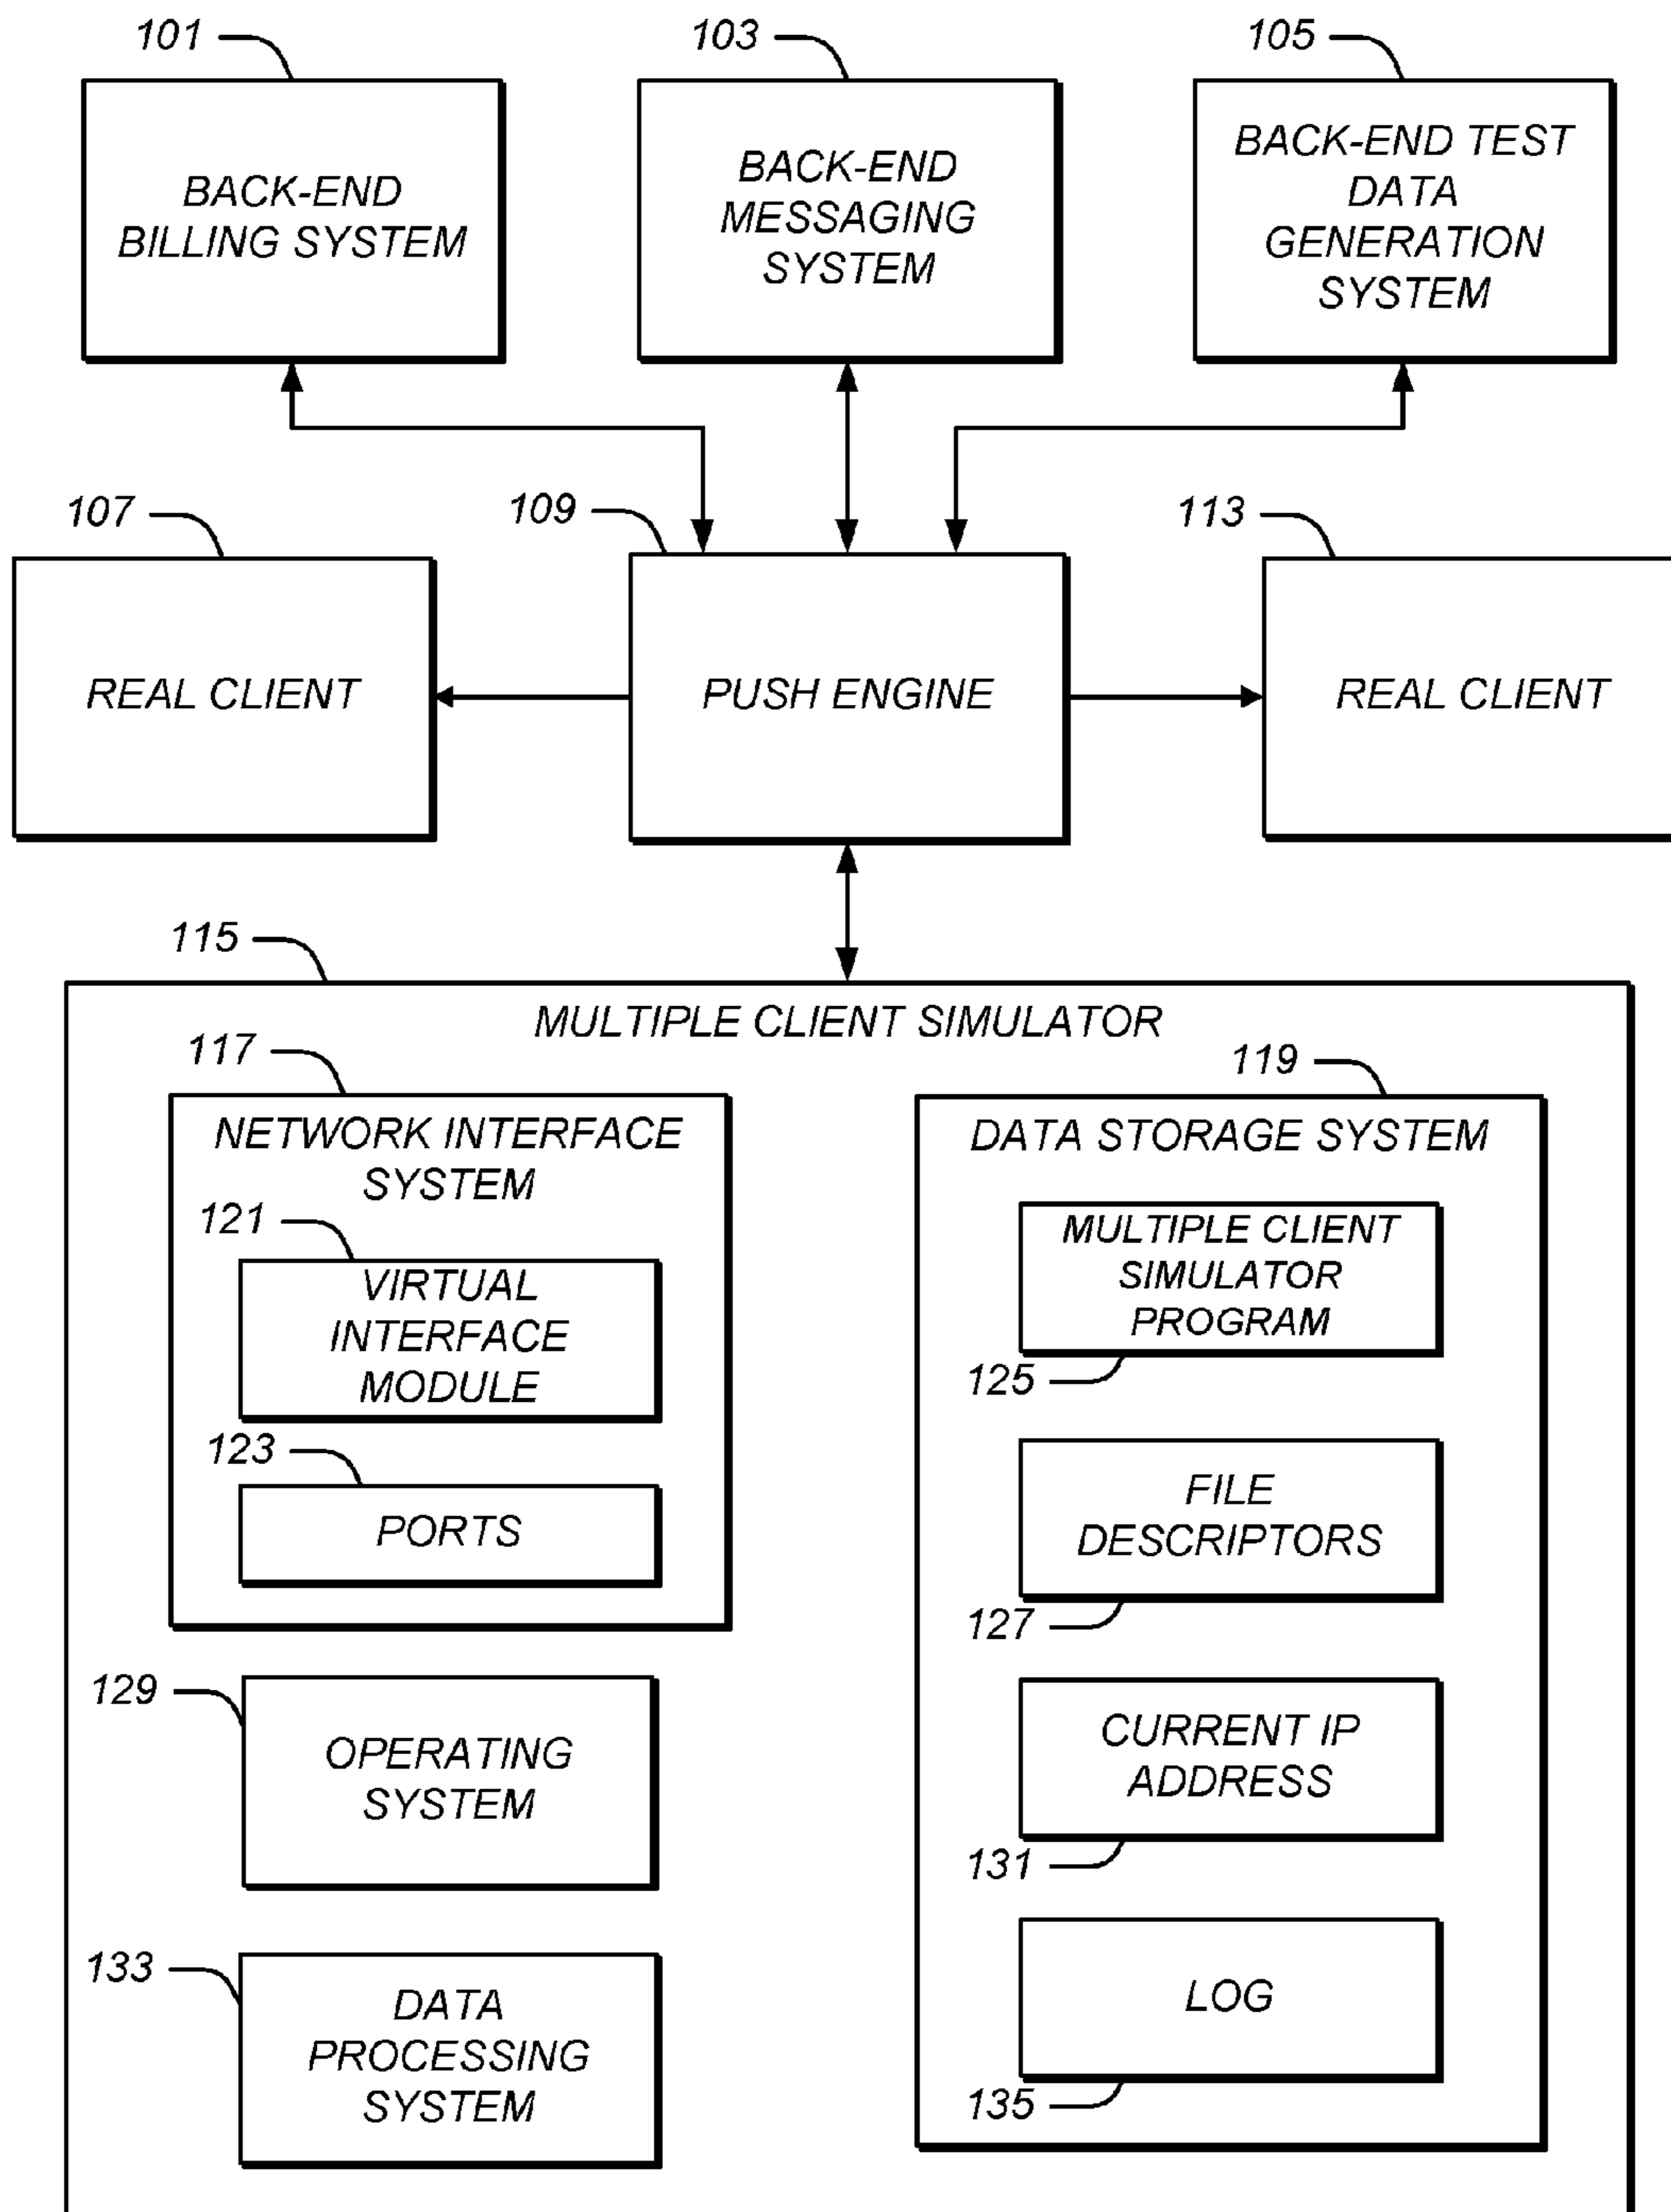 101
103
105
BACK-END
BILLING SYSTEM
BACK-END
MESSAGING
SYSTEM
BACK-END TEST
DATA
GENERATION
SYSTEM
107
109
113
REAL CLIENT
PUSH ENGINE
REAL CLIENT
115
MULTIPLE CLIENT SIMULATOR
117
NETWORK INTERFACE
SYSTEM
121
VIRTUAL
INTERFACE
MODULE
123
PORTS
129
OPERATING
SYSTEM
133
DATA
PROCESSING
SYSTEM
119
DATA STORAGE SYSTEM
MULTIPLE CLIENT
SIMULATOR
PROGRAM
125
FILE
DESCRIPTORS
127
CURRENT IP
ADDRESS
131
LOG
135